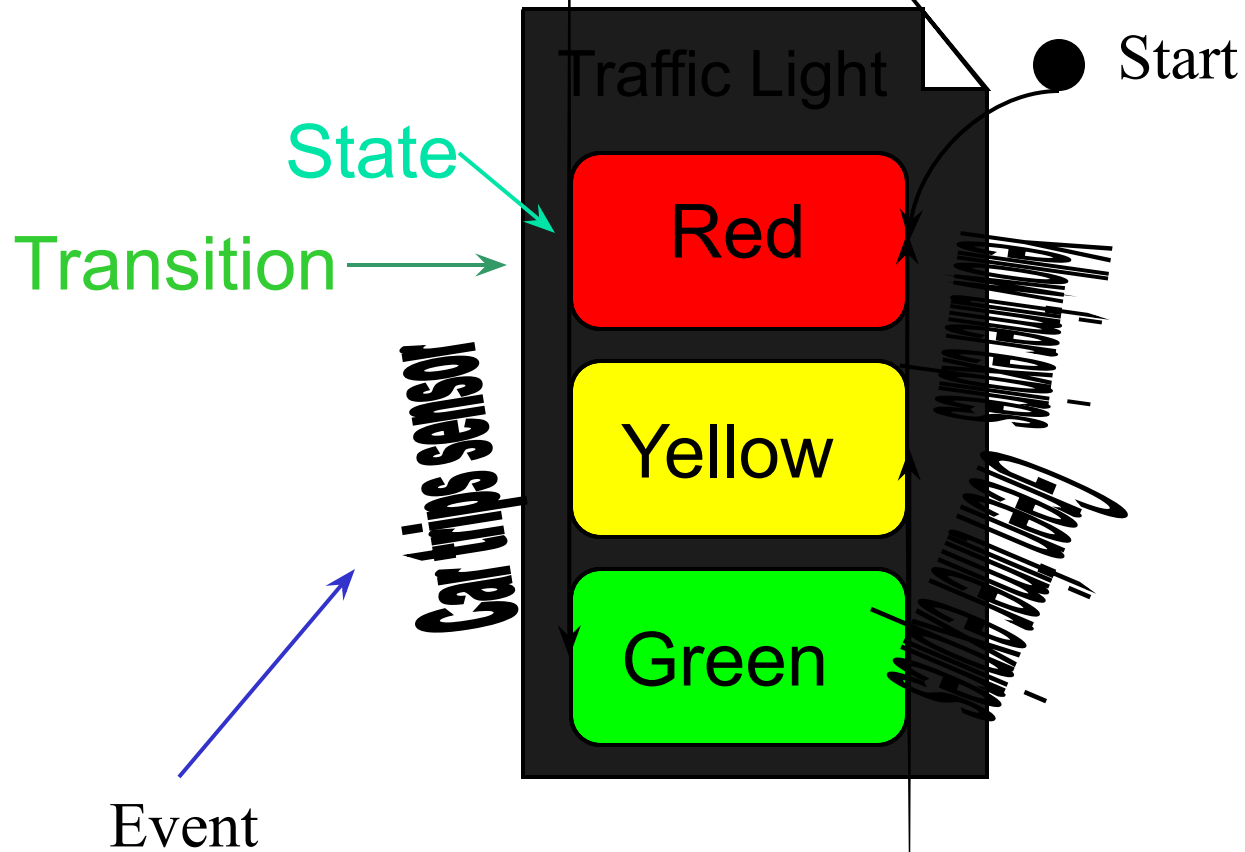 Traffic Light
Start
State
Red
Transition
Car trips sensor
Yellow
Green
Event